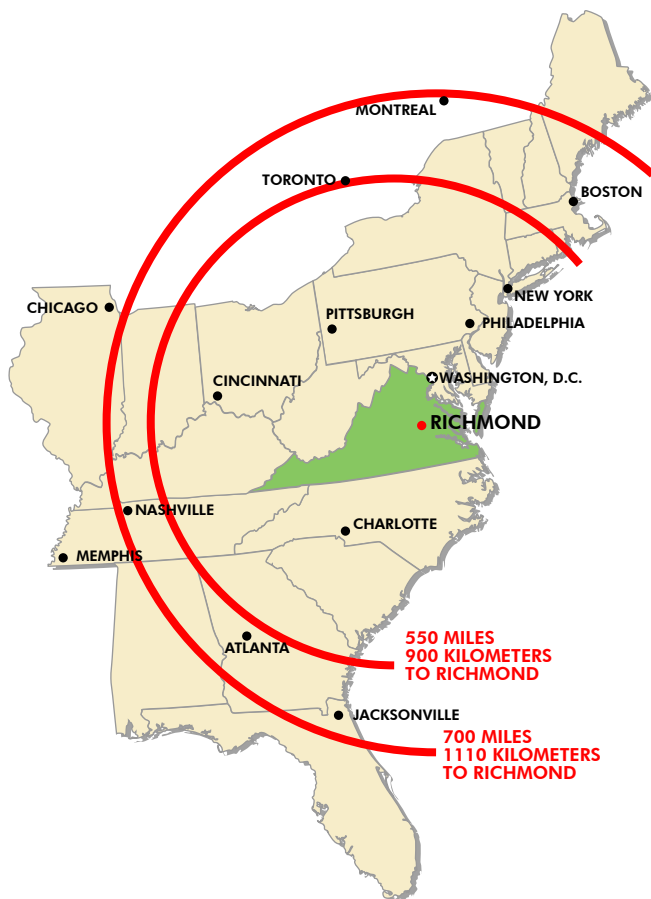 MONTREAL
TORONTO
BOSTON
NEW YORK
CHICAGO
PITTSBURGH
PHILADELPHIA
CINCINNATI
WASHINGTON, D.C.
RICHMOND
NASHVILLE
CHARLOTTE
MEMPHIS
ATLANTA
550 MILES
900 KILOMETERS
TO RICHMOND
JACKSONVILLE
700 MILES
1110 KILOMETERS
TO RICHMOND